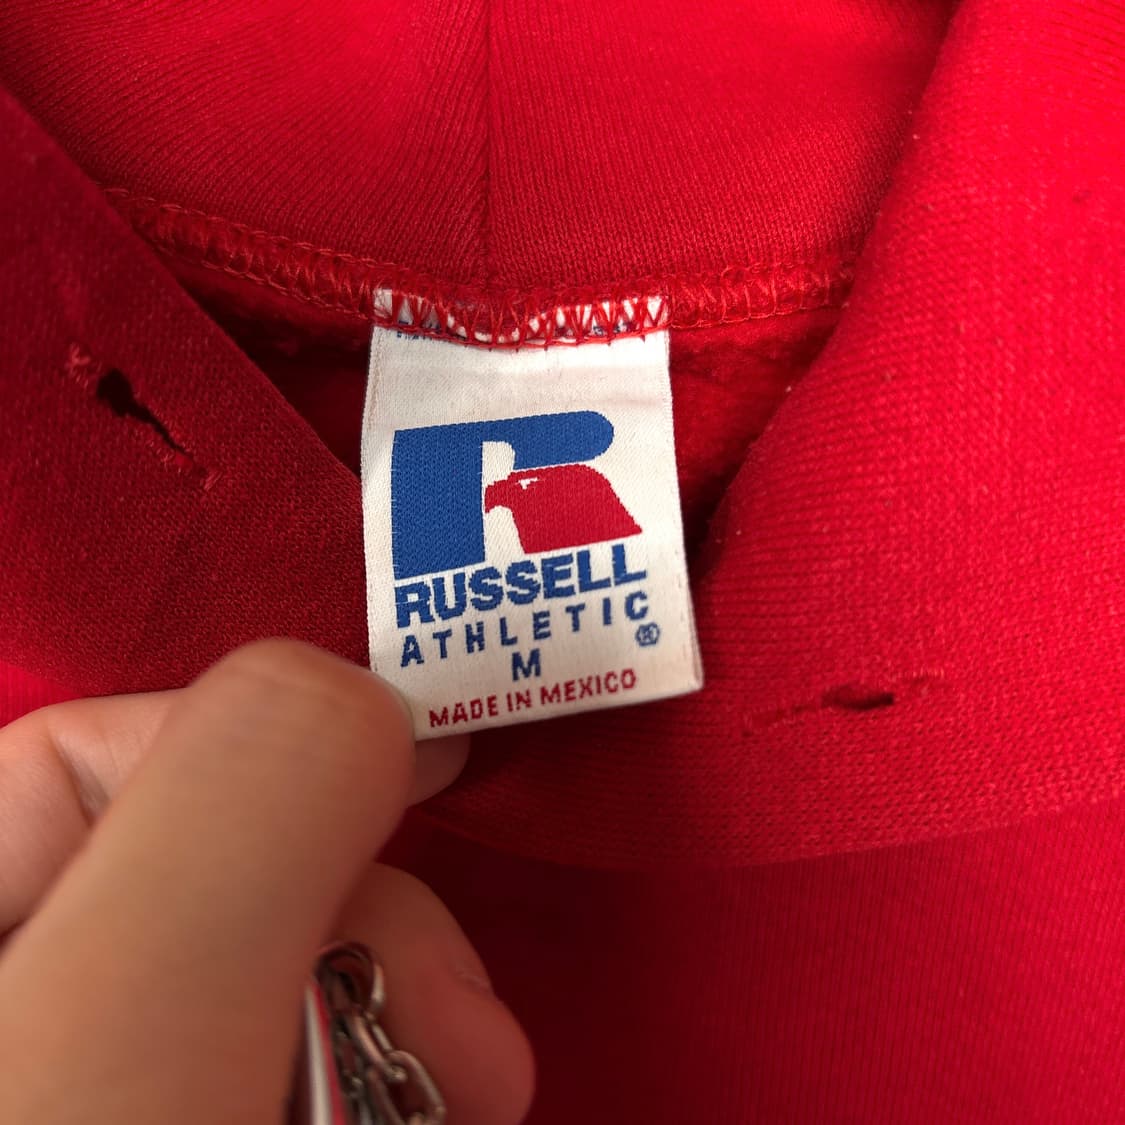 RUSSELL
ATHLETIC
®
M
MADE IN MEXICO